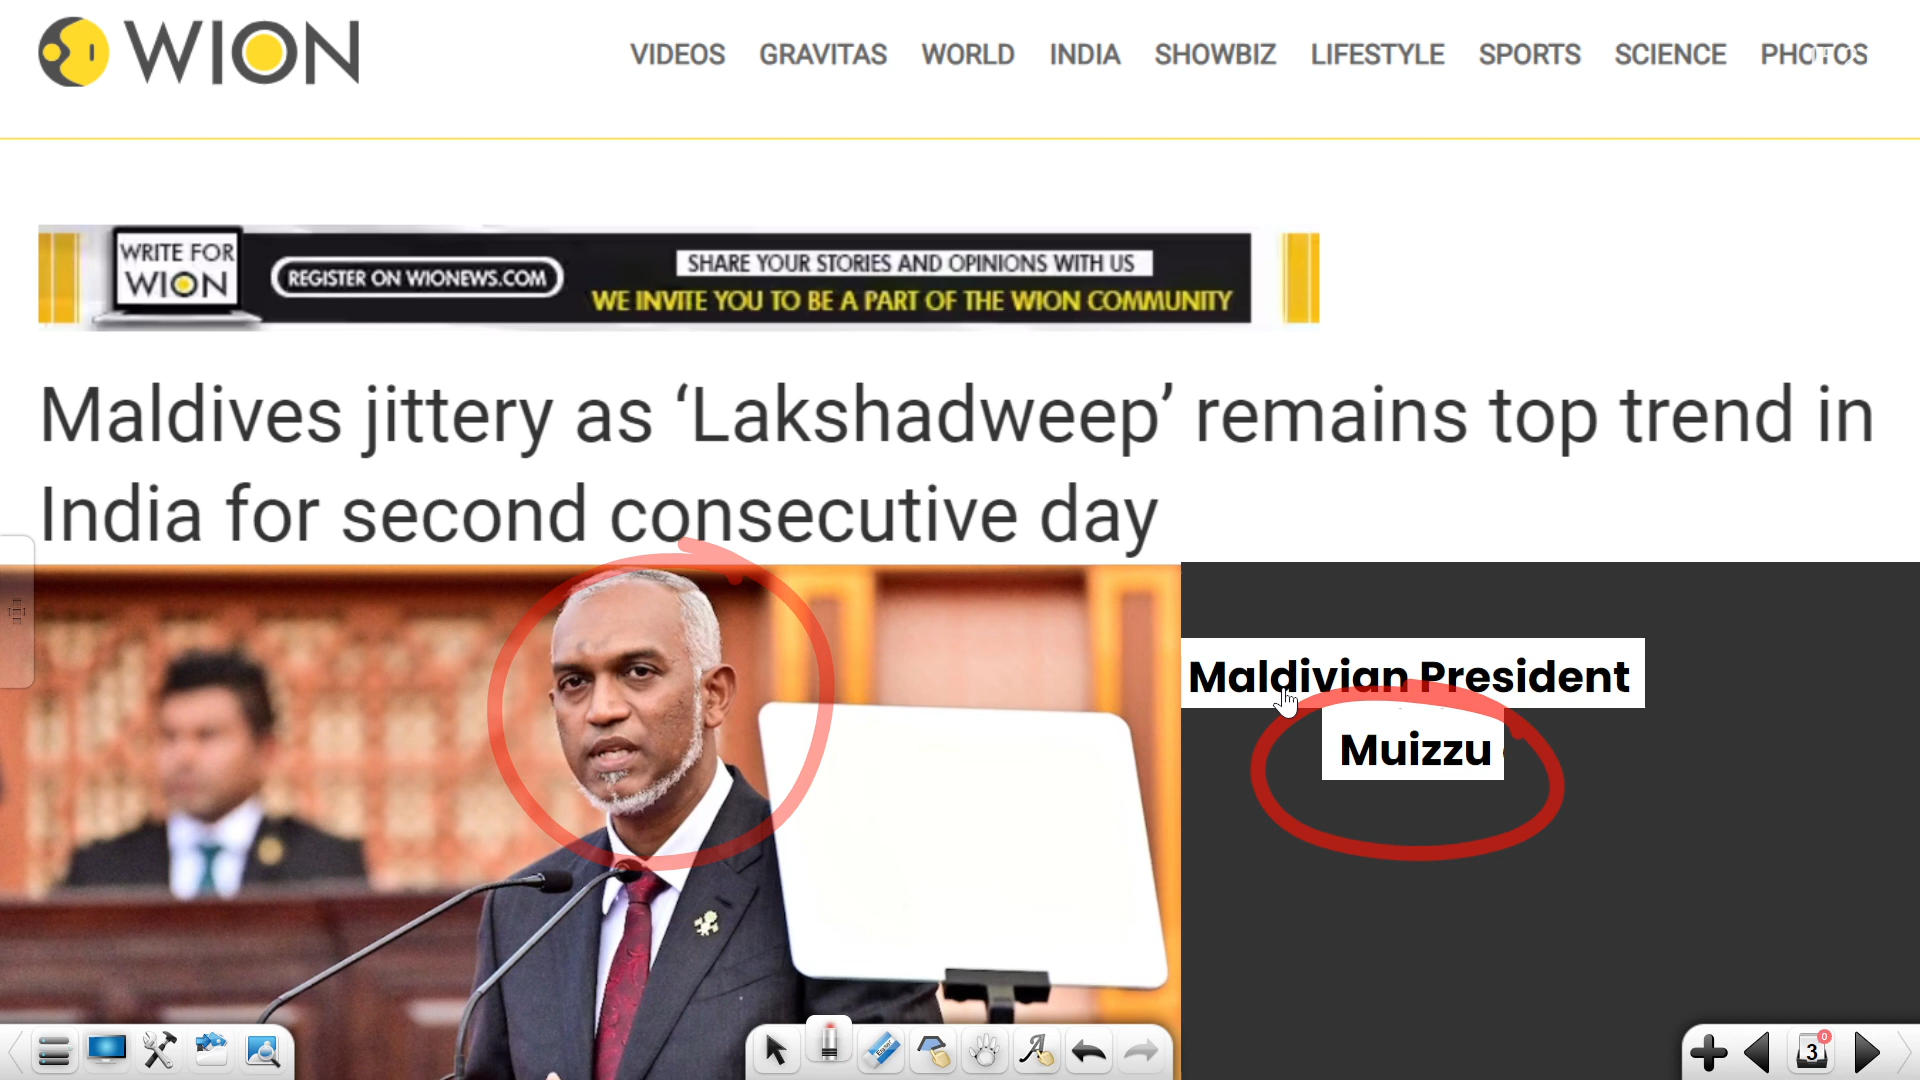 WION
VIDEOS GRAVITAS WORLD INDIA SHOWBIZ LIFESTYLE SPORTS SCIENCE PHOTOS
WRITE FOR
WION
REGISTER ON WIONEWS.COM
SHARE YOUR STORIES AND OPINIONS WITH US
WE INVITE YOU TO BE A PART OF THE WION COMMUNITY
Maldives jittery as ‘Lakshadweep’ remains top trend in
India for second consecutive day
Maldivian President
Muizzu
Eraser
A
3
0